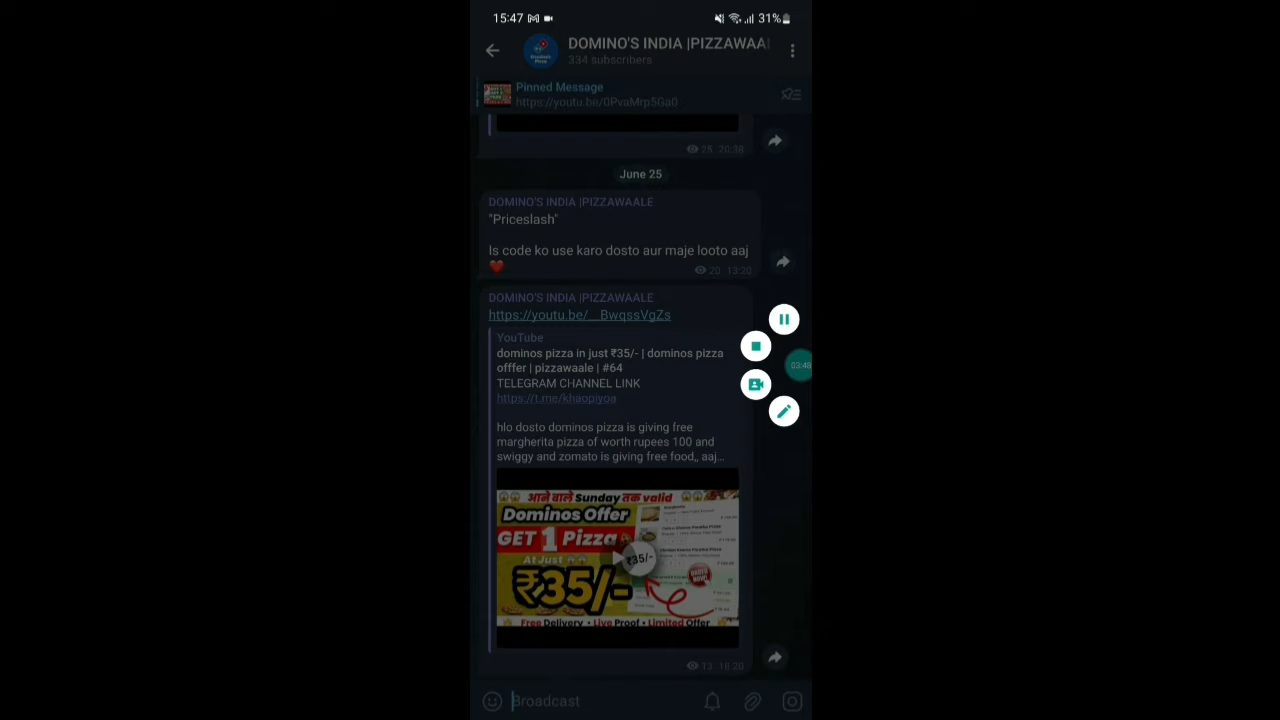 15:47
31%
DOMINO'S INDIA |PIZZAWAA
334 subscribers
Pinned Message
https://youtu.be/0PvaMrp5Ga0
25 20:38
June 25
DOMINO'S INDIA |PIZZAWAALE
"Priceslash"
Is code ko use karo dosto aur maje looto aaj
❤️
20 13:20
DOMINO'S INDIA |PIZZAWAALE
https://youtu.be/__BwqssVgZs
YouTube
dominos pizza in just ₹35/- | dominos pizza
offfer | pizzawaale | #64
TELEGRAM CHANNEL LINK
https://t.me/khaopiyoa
hlo dosto dominos pizza is giving free
margherita pizza of worth rupees 100 and
swiggy and zomato is giving free food,, aaj...
03:48
आने वाले Sunday तक valid
Dominos Offer
GET 1 Pizza
At Just
₹35/-
₹35/-
Free Delivery • Live Proof • Limited Offer
13 18:20
Broadcast